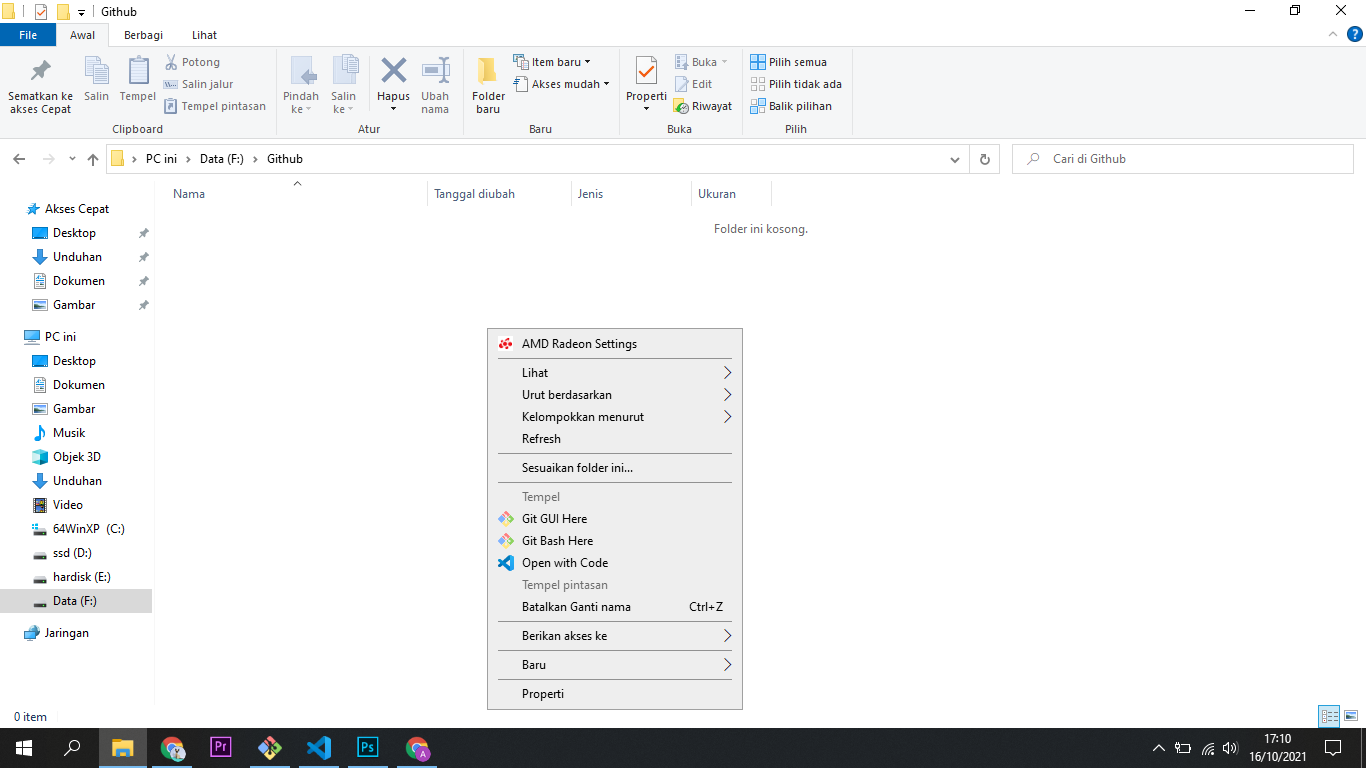 Github
File Awal Berbagi Lihat
Sematkan ke akses Cepat
Salin
Tempel
Potong
Salin jalur
Tempel pintasan
Clipboard
Pindah ke
Salin ke
Hapus
Ubah nama
Atur
Folder baru
Item baru
Akses mudah
Baru
Properti
Buka
Edit
Riwayat
Buka
Pilih semua
Pilih tidak ada
Balik pilihan
Pilih
PC ini > Data (F:) > Github
Cari di Github
Nama Tanggal diubah Jenis Ukuran
Folder ini kosong.
Akses Cepat
Desktop
Unduhan
Dokumen
Gambar
PC ini
Desktop
Dokumen
Gambar
Musik
Objek 3D
Unduhan
Video
64WinXP (C:)
ssd (D:)
hardisk (E:)
Data (F:)
Jaringan
AMD Radeon Settings
Lihat
Urut berdasarkan
Kelompokkan menurut
Refresh
Sesuaikan folder ini...
Tempel
Git GUI Here
Git Bash Here
Open with Code
Tempel pintasan
Batalkan Ganti nama Ctrl+Z
Berikan akses ke
Baru
Properti
0 item
Pr
Ps
A
17:10
16/10/2021